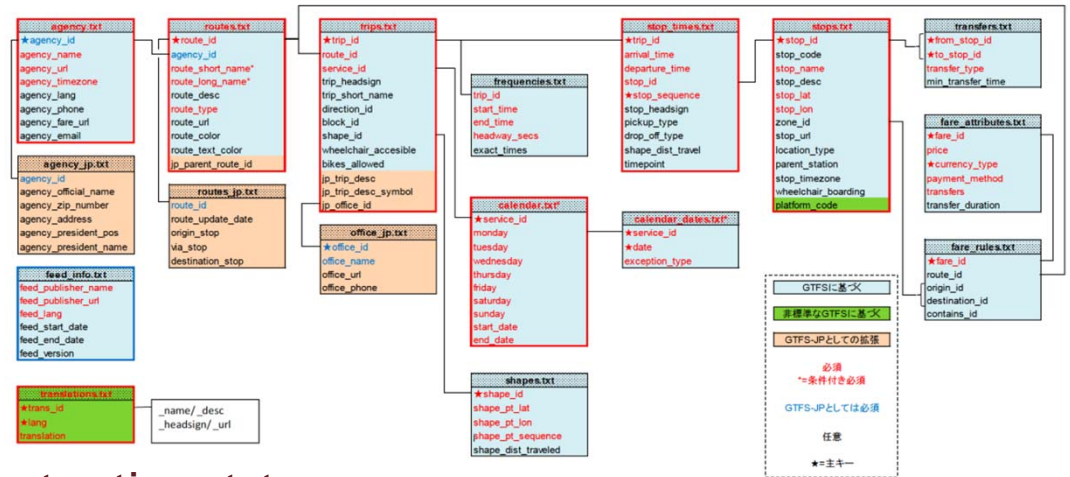 agency.txt
★agency_id
agency_name
agency_url
agency_timezone
agency_lang
agency_phone
agency_fare_url
agency_email
agency_jp.txt
agency_id
agency_official_name
agency_zip_number
agency_address
agency_president_pos
agency_president_name
feed_info.txt
feed_publisher_name
feed_publisher_url
feed_lang
feed_start_date
feed_end_date
feed_version
translations.txt
★trans_id
★lang
translation
_name/_desc
_headsign/_url
routes.txt
★route_id
agency_id
route_short_name*
route_long_name*
route_desc
route_type
route_url
route_color
route_text_color
jp_parent_route_id
routes_jp.txt
route_id
route_update_date
origin_stop
via_stop
destination_stop
trips.txt
★trip_id
route_id
service_id
trip_headsign
trip_short_name
direction_id
block_id
shape_id
wheelchair_accesible
bikes_allowed
jp_trip_desc
jp_trip_desc_symbol
jp_office_id
office_jp.txt
★office_id
office_name
office_url
office_phone
frequencies.txt
trip_id
start_time
end_time
headway_secs
exact_times
calendar.txt*
★service_id
monday
tuesday
wednesday
thursday
friday
saturday
sunday
start_date
end_date
shapes.txt
★shape_id
shape_pt_lat
shape_pt_lon
shape_pt_sequence
shape_dist_traveled
stop_times.txt
★trip_id
arrival_time
departure_time
stop_id
★stop_sequence
stop_headsign
pickup_type
drop_off_type
shape_dist_travel
timepoint
calendar_dates.txt*
★service_id
★date
exception_type
stops.txt
★stop_id
stop_code
stop_name
stop_desc
stop_lat
stop_lon
zone_id
stop_url
location_type
parent_station
stop_timezone
wheelchair_boarding
platform_code
transfers.txt
★from_stop_id
★to_stop_id
transfer_type
min_transfer_time
fare_attributes.txt
★fare_id
price
★currency_type
payment_method
transfers
transfer_duration
fare_rules.txt
★fare_id
route_id
origin_id
destination_id
contains_id
GTFSに基づく
非標準なGTFSに基づく
GTFS-JPとしての拡張
必須
*=条件付き必須
GTFS-JPとしては必須
任意
★=主キー